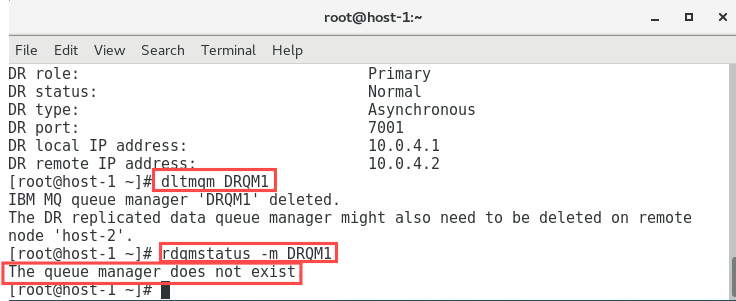 root@host-1:~
File Edit View Search Terminal Help
DR role: Primary
DR status: Normal
DR type: Asynchronous
DR port: 7001
DR local IP address: 10.0.4.1
DR remote IP address: 10.0.4.2
[root@host-1 ~]# dltmqm DRQM1
IBM MQ queue manager 'DRQM1' deleted.
The DR replicated data queue manager might also need to be deleted on remote
node 'host-2'.
[root@host-1 ~]# rdqmstatus -m DRQM1
The queue manager does not exist
[root@host-1 ~]#